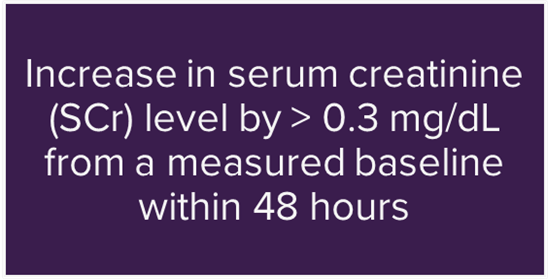 Increase in serum creatinine
(SCr) level by > 0.3 mg/dL
from a measured baseline
within 48 hours